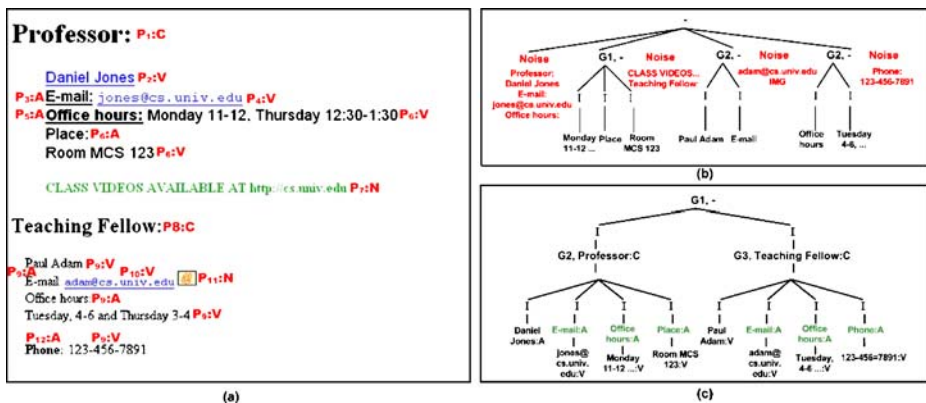 Professor: P₁:C
Daniel Jones P₂:V
P₃:A E-mail: jones@cs.univ.edu P₄:V
P₅:A Office hours: Monday 11-12, Thursday 12:30-1:30 P₆:V
Place: P₆:A
Room MCS 123 P₆:V
CLASS VIDEOS AVAILABLE AT http://cs.univ.edu P₇:N
Teaching Fellow: P8:C
Paul Adam P₉:V
P₉:A P₁₀:V
E-mail adam@cs.univ.edu P₁₁:N
Office hours P₉:A
Tuesday, 4-6 and Thursday 3-4 P₉:V
P₁₂:A P₉:V
Phone: 123-456-7891
(a)
-
Noise G1, - Noise G2, - Noise G2, - Noise
Professor: CLASS VIDEOS... adam@cs.univ.edu Phone:
Daniel Jones Teaching Fellow: IMG 123-456-7891
E-mail:
jones@cs.univ.edu
Office hours:
I I I I I I I
Monday Place Room Paul Adam E-mail Office Tuesday
11-12 ... MCS 123 hours 4-6, ...
(b)
G1, -
I I
G2, Professor:C G3, Teaching Fellow:C
I I I I I I I I
Daniel E-mail:A Office Place:A Paul E-mail:A Office Phone:A
Jones:A hours:A Adam:V hours:A
jones@ Monday Room MCS adam@ Tuesday, 123-456=7891:V
cs.univ. 11-12 ...:V 123:V cs.univ. 4-6 ...:V
edu:V edu:V
(c)